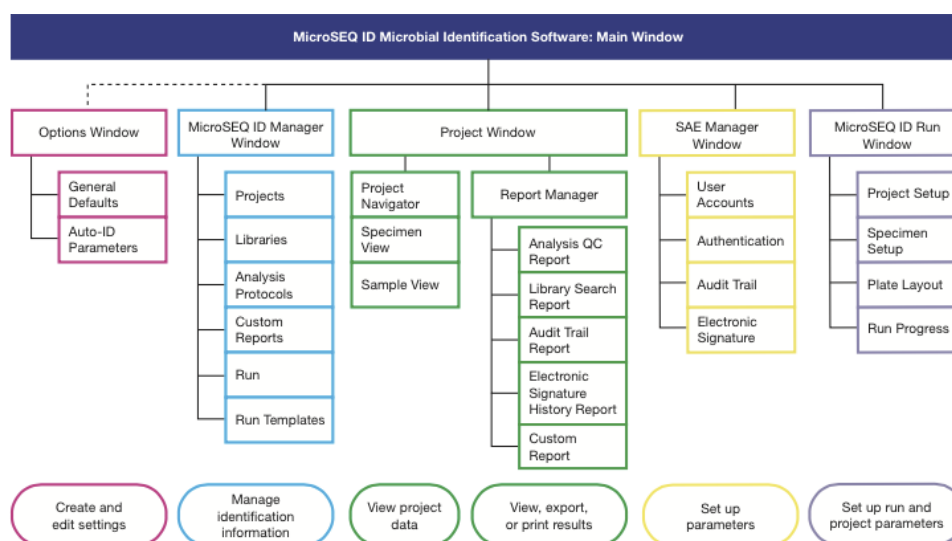 MicroSEQ ID Microbial Identification Software: Main Window
Options Window
MicroSEQ ID Manager
Window
Project Window
SAE Manager
Window
MicroSEQ ID Run
Window
General
Defaults
Auto-ID
Parameters
Projects
Libraries
Analysis
Protocols
Custom
Reports
Run
Run Templates
Project
Navigator
Specimen
View
Sample View
Report Manager
Analysis QC
Report
Library Search
Report
Audit Trail
Report
Electronic
Signature
History Report
Custom
Report
User
Accounts
Authentication
Audit Trail
Electronic
Signature
Project Setup
Specimen
Setup
Plate Layout
Run Progress
Create and
edit settings
Manage
identification
information
View project
data
View, export,
or print results
Set up
parameters
Set up run and
project parameters